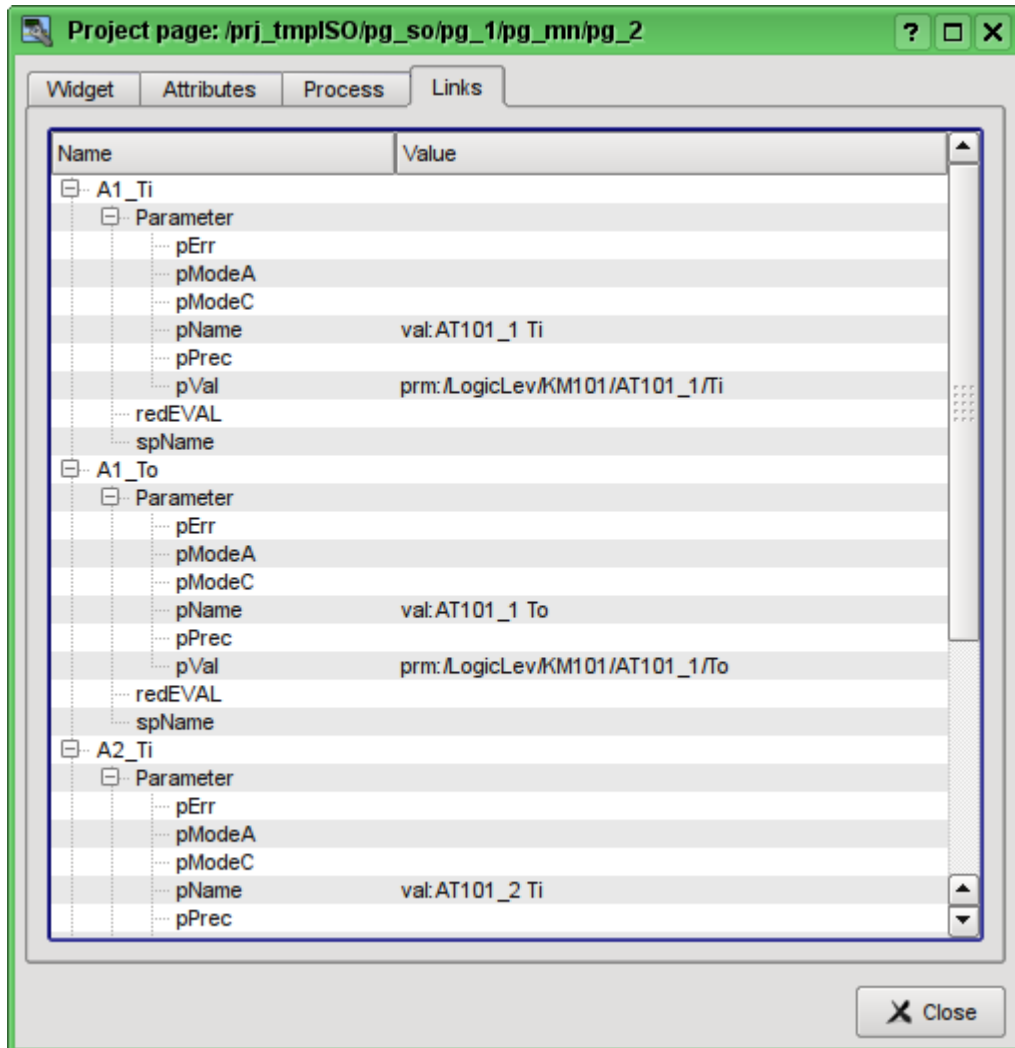 Project page: /prj_tmplSO/pg_so/pg_1/pg_mn/pg_2
Widget Attributes Process Links
Name Value
A1_Ti
Parameter
pErr
pModeA
pModeC
pName val:AT101_1 Ti
pPrec
pVal prm:/LogicLev/KM101/AT101_1/Ti
redEVAL
spName
A1_To
Parameter
pErr
pModeA
pModeC
pName val:AT101_1 To
pPrec
pVal prm:/LogicLev/KM101/AT101_1/To
redEVAL
spName
A2_Ti
Parameter
pErr
pModeA
pModeC
pName val:AT101_2 Ti
pPrec
Close